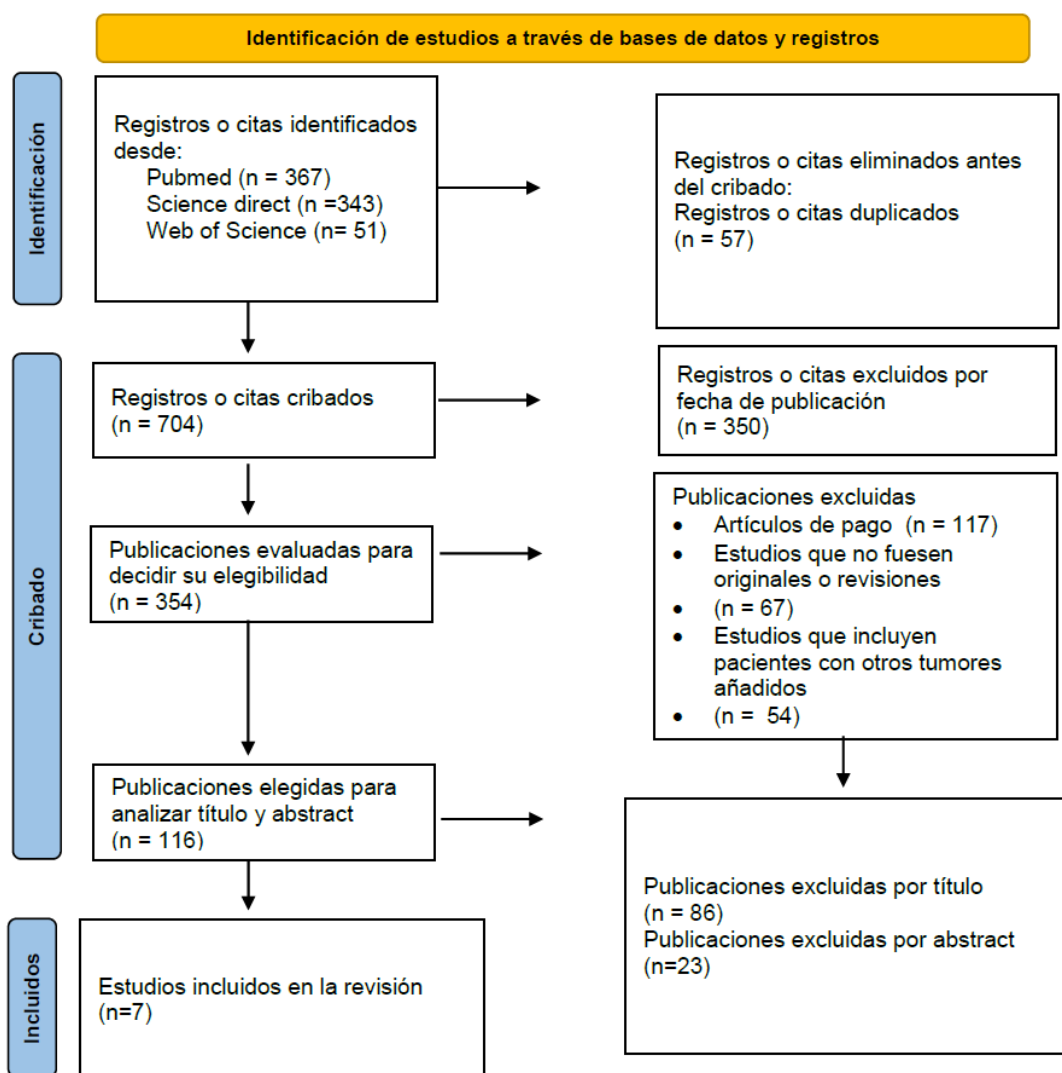 Identificación de estudios a través de bases de datos y registros
Identificación
Registros o citas identificados
desde:
Pubmed (n = 367)
Science direct (n =343)
Web of Science (n= 51)
Registros o citas eliminados antes
del cribado:
Registros o citas duplicados
(n = 57)
Cribado
Registros o citas cribados
(n = 704)
Registros o citas excluidos por
fecha de publicación
(n = 350)
Publicaciones evaluadas para
decidir su elegibilidad
(n = 354)
Publicaciones excluidas
• Artículos de pago (n = 117)
• Estudios que no fuesen
originales o revisiones
• (n = 67)
• Estudios que incluyen
pacientes con otros tumores
añadidos
• (n = 54)
Publicaciones elegidas para
analizar título y abstract
(n = 116)
Publicaciones excluidas por título
(n = 86)
Publicaciones excluidas por abstract
(n=23)
Incluidos
Estudios incluidos en la revisión
(n=7)